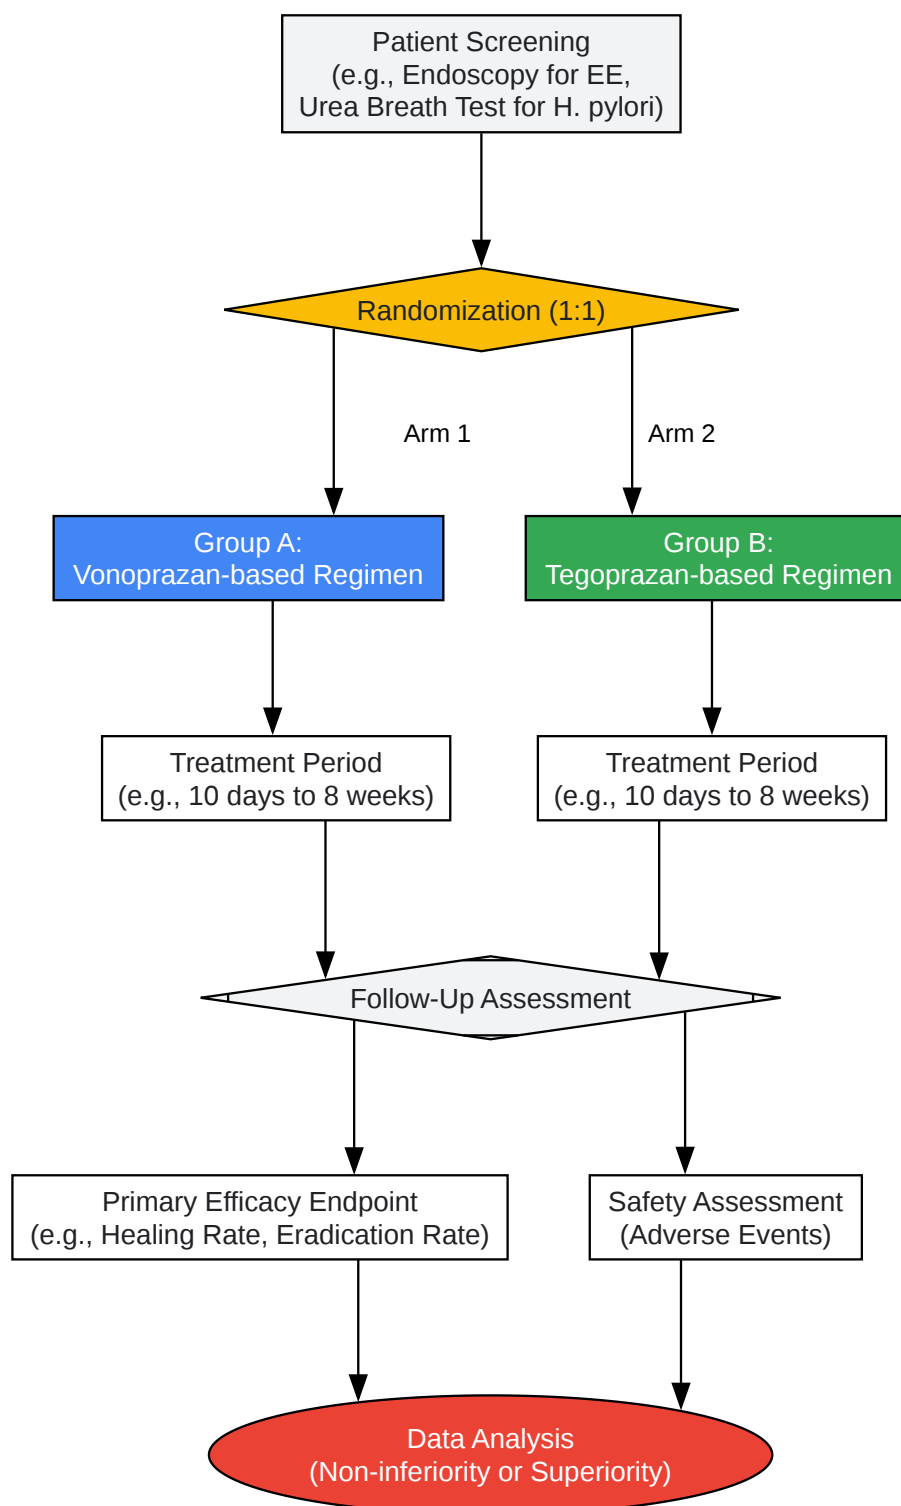 Patient Screening
(e.g., Endoscopy for EE,
Urea Breath Test for H. pylori)
Randomization (1:1)
Arm 1
Arm 2
Group A:
Vonoprazan-based Regimen
Group B:
Tegoprazan-based Regimen
Treatment Period
(e.g., 10 days to 8 weeks)
Treatment Period
(e.g., 10 days to 8 weeks)
Follow-Up Assessment
Primary Efficacy Endpoint
(e.g., Healing Rate, Eradication Rate)
Safety Assessment
(Adverse Events)
Data Analysis
(Non-inferiority or Superiority)